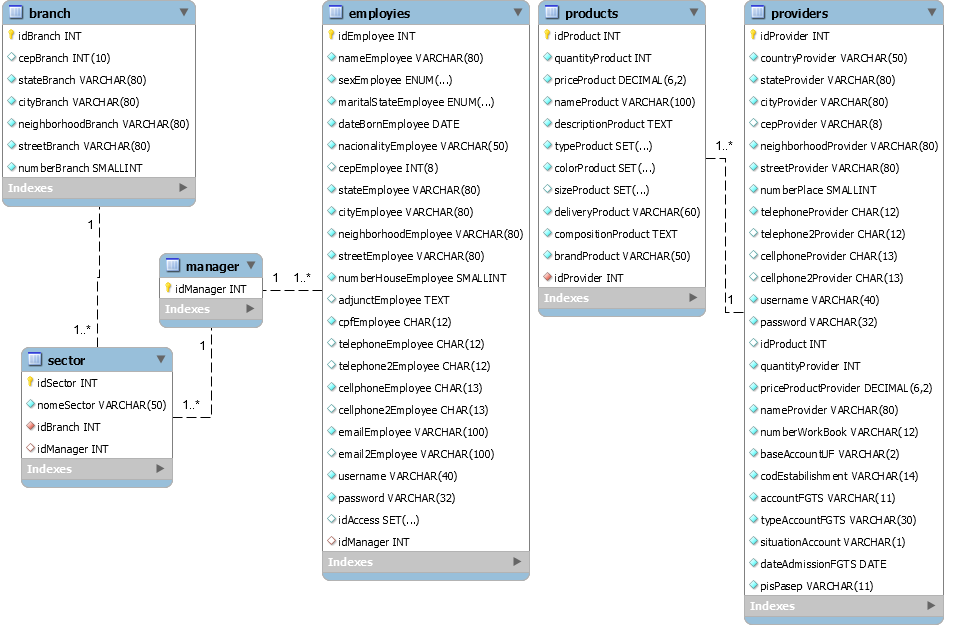 branch
idBranch INT
cepBranch INT(10)
stateBranch VARCHAR(80)
cityBranch VARCHAR(80)
neighborhoodBranch VARCHAR(80)
streetBranch VARCHAR(80)
numberBranch SMALLINT
Indexes
1
1..*
sector
idSector INT
nomeSector VARCHAR(50)
idBranch INT
idManager INT
Indexes
1
1..*
manager
idManager INT
Indexes
1
1..*
employies
idEmployee INT
nameEmployee VARCHAR(80)
sexEmployee ENUM(...)
maritalStateEmployee ENUM(...)
dateBornEmployee DATE
nacionalityEmployee VARCHAR(50)
cepEmployee INT(8)
stateEmployee VARCHAR(80)
cityEmployee VARCHAR(80)
neighborhoodEmployee VARCHAR(80)
streetEmployee VARCHAR(80)
numberHouseEmployee SMALLINT
adjunctEmployee TEXT
cpfEmployee CHAR(12)
telephoneEmployee CHAR(12)
telephone2Employee CHAR(12)
cellphoneEmployee CHAR(13)
cellphone2Employee CHAR(13)
emailEmployee VARCHAR(100)
email2Employee VARCHAR(100)
username VARCHAR(40)
password VARCHAR(32)
idAccess SET(...)
idManager INT
Indexes
products
idProduct INT
quantityProduct INT
priceProduct DECIMAL(6,2)
nameProduct VARCHAR(100)
descriptionProduct TEXT
typeProduct SET(...)
colorProduct SET(...)
sizeProduct SET(...)
deliveryProduct VARCHAR(60)
compositionProduct TEXT
brandProduct VARCHAR(50)
idProvider INT
Indexes
1..*
1
providers
idProvider INT
countryProvider VARCHAR(50)
stateProvider VARCHAR(80)
cityProvider VARCHAR(80)
cepProvider VARCHAR(8)
neighborhoodProvider VARCHAR(80)
streetProvider VARCHAR(80)
numberPlace SMALLINT
telephoneProvider CHAR(12)
telephone2Provider CHAR(12)
cellphoneProvider CHAR(13)
cellphone2Provider CHAR(13)
username VARCHAR(40)
password VARCHAR(32)
idProduct INT
quantityProvider INT
priceProductProvider DECIMAL(6,2)
nameProvider VARCHAR(80)
numberWorkBook VARCHAR(12)
baseAccountUF VARCHAR(2)
codEstabilishment VARCHAR(14)
accountFGTS VARCHAR(11)
typeAccountFGTS VARCHAR(30)
situationAccount VARCHAR(1)
dateAdmissionFGTS DATE
pisPasep VARCHAR(11)
Indexes